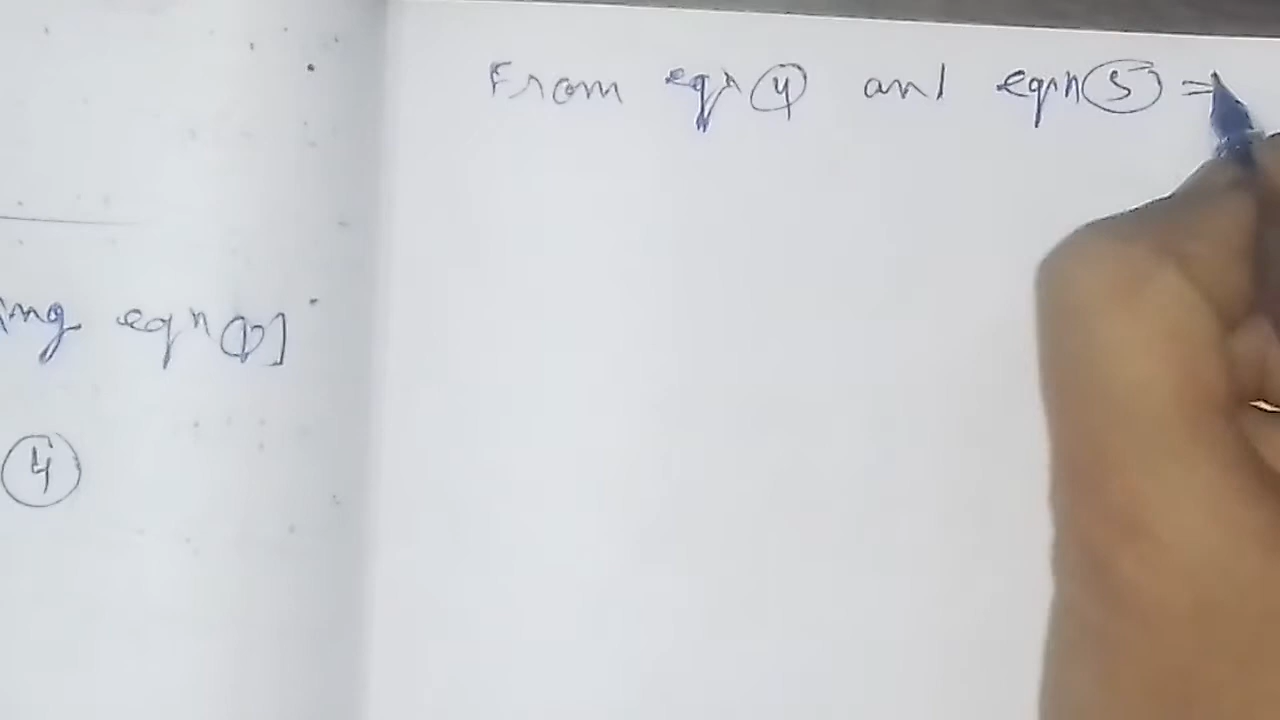 ing eqn ①]
④
From eqn ④ and eqn ⑤ ⇒